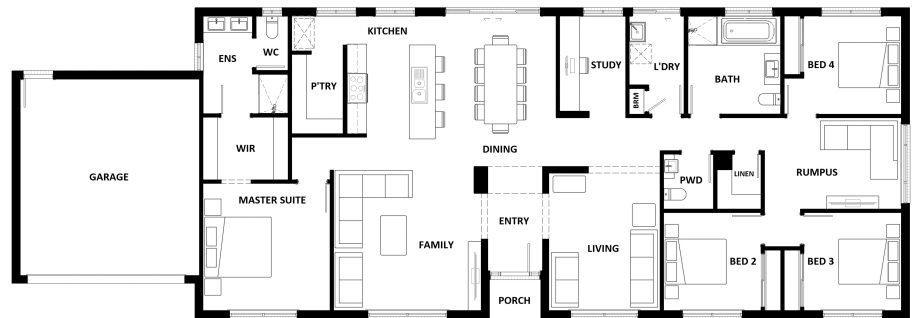 KITCHEN
ENS
WC
STUDY
L'DRY
BATH
BED 4
P'TRY
BRM
WIR
DINING
GARAGE
PWD
LINEN
RUMPUS
MASTER SUITE
ENTRY
FAMILY
LIVING
BED 2
BED 3
PORCH